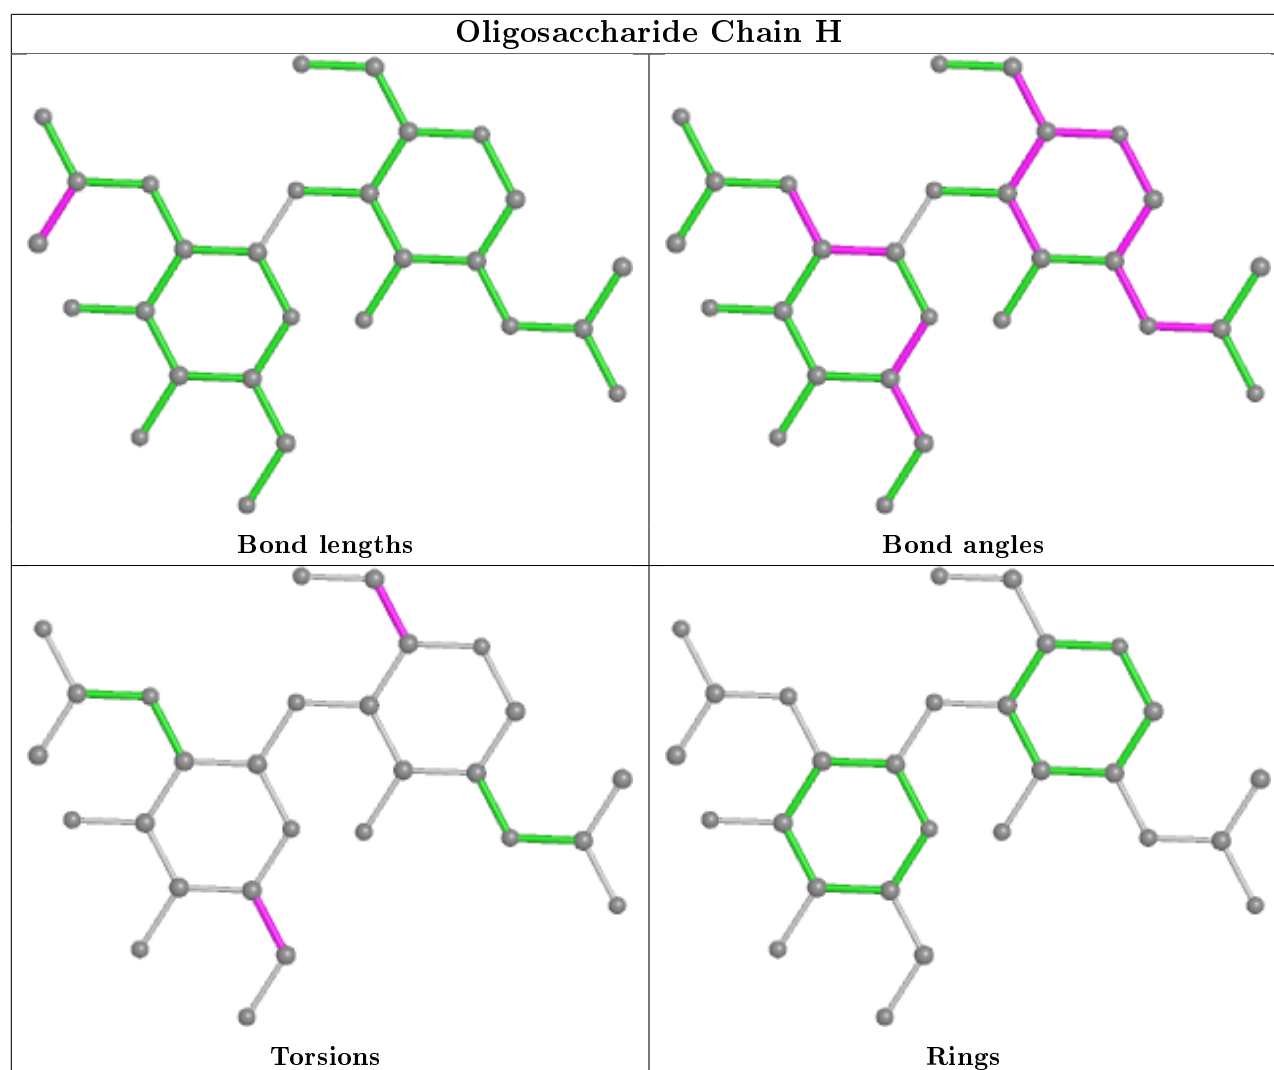 Oligosaccharide Chain H
Bond lengths
Bond angles
Torsions
Rings